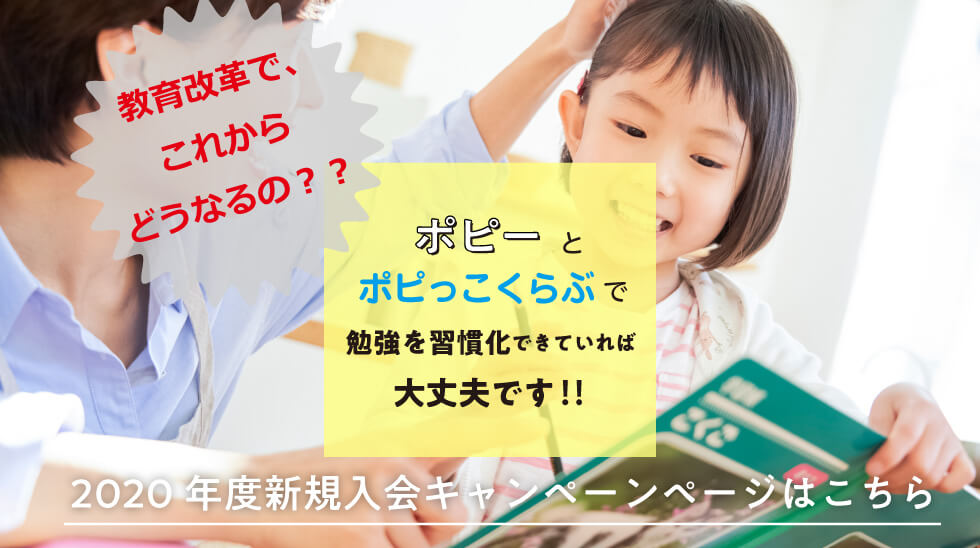 教育改革で、
これから
どうなるの？？
ポピー と
ポピっこくらぶで
勉強を習慣化できていれば
大丈夫です!!
こくご
2020年度新規入会キャンペーンページはこちら